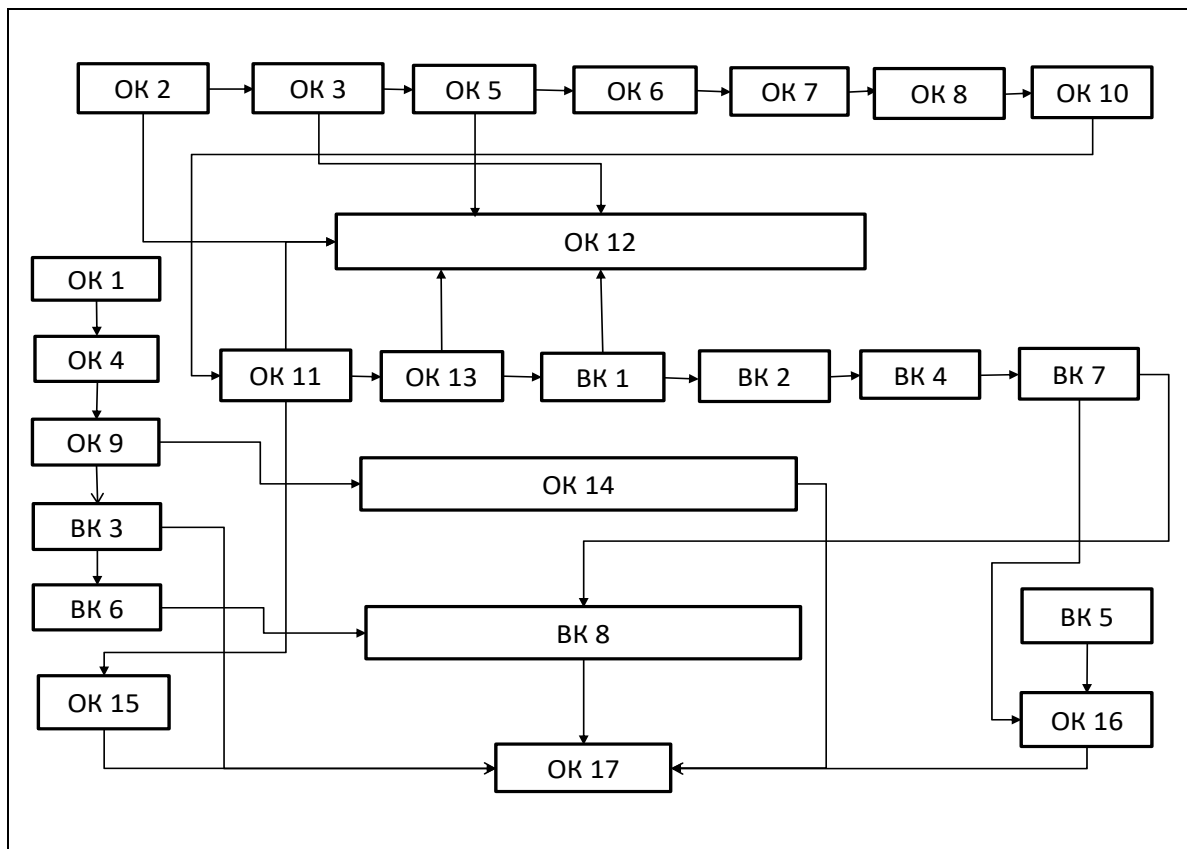 ОК 2
ОК 3
ОК 5
ОК 6
ОК 7
ОК 8
ОК 10
ОК 12
ОК 1
ОК 4
ОК 11
ОК 13
ВК 1
ВК 2
ВК 4
ВК 7
ОК 9
ОК 14
ВК 3
ВК 6
ВК 8
ВК 5
ОК 15
ОК 16
ОК 17